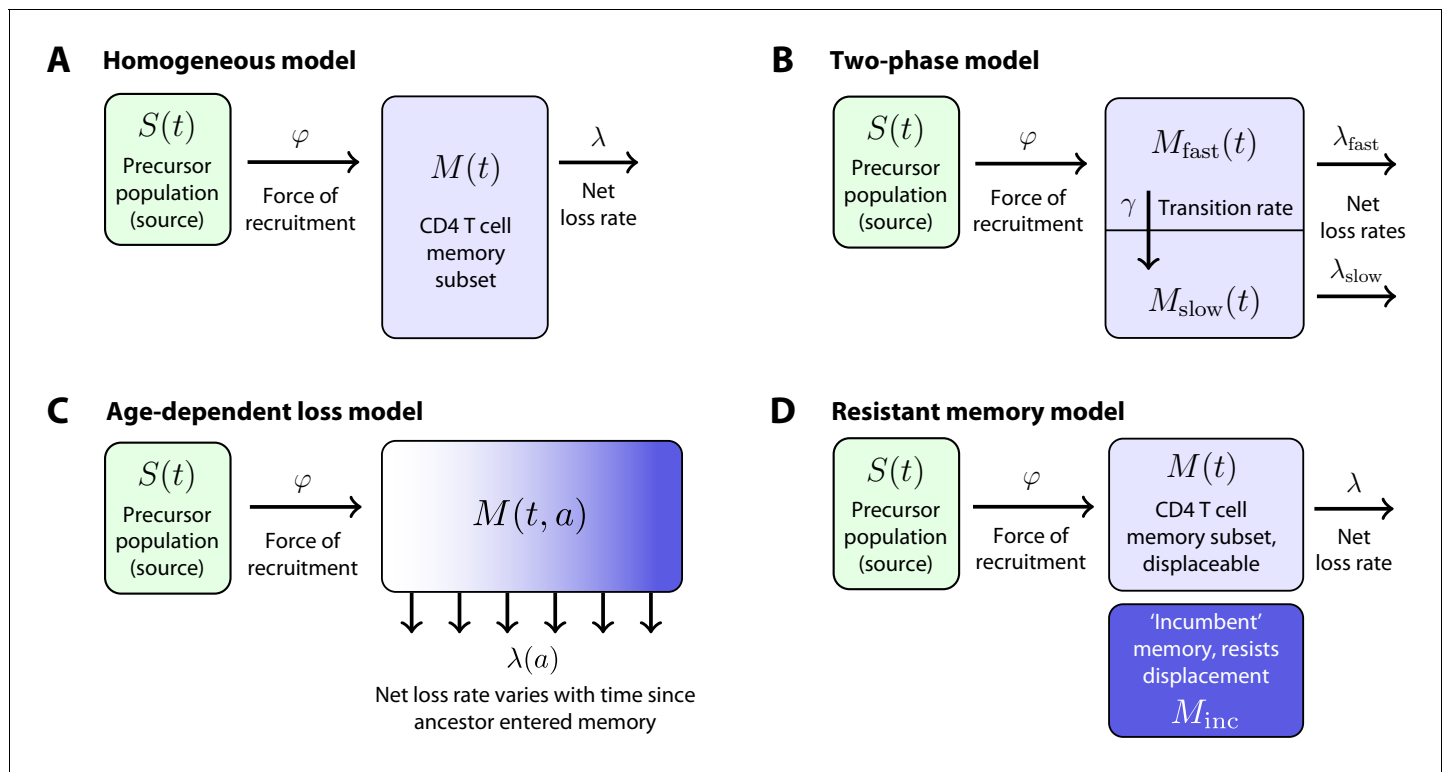 A Homogeneous model
S(t)
Precursor
population
(source)
φ
Force of
recruitment
M(t)
CD4 T cell
memory
subset
λ
Net
loss rate
B Two-phase model
S(t)
Precursor
population
(source)
φ
Force of
recruitment
M_fast(t)
γ Transition rate
M_slow(t)
λ_fast
Net
loss rates
λ_slow
C Age-dependent loss model
S(t)
Precursor
population
(source)
φ
Force of
recruitment
M(t, a)
λ(a)
Net loss rate varies with time since
ancestor entered memory
D Resistant memory model
S(t)
Precursor
population
(source)
φ
Force of
recruitment
M(t)
CD4 T cell
memory subset,
displaceable
λ
Net
loss rate
'Incumbent'
memory, resists
displacement
M_inc